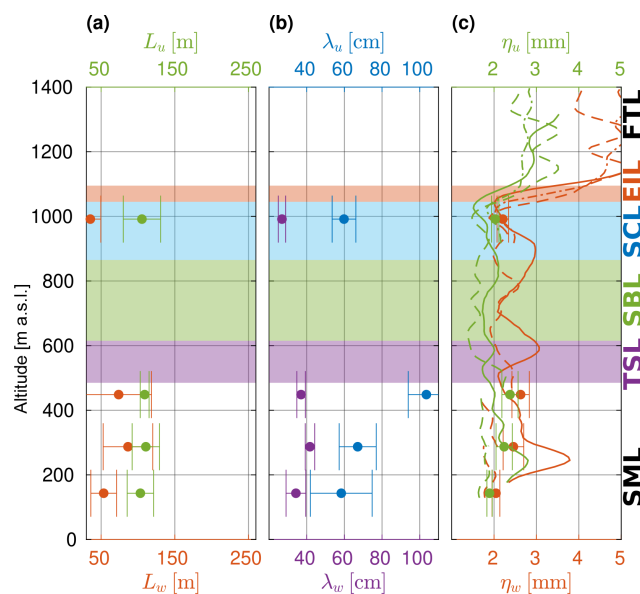 (a) (b) (c)
L_u [m] λ_u [cm] η_u [mm]
50 150 250 40 60 80 100 2 3 4 5
1400
1200
1000
800
600
400
200
0
Altitude [m a.s.l.]
50 150 250 20 40 60 80 100 2 3 4 5
L_w [m] λ_w [cm] η_w [mm]
FTL
EIL
SCL
SBL
TSL
SML